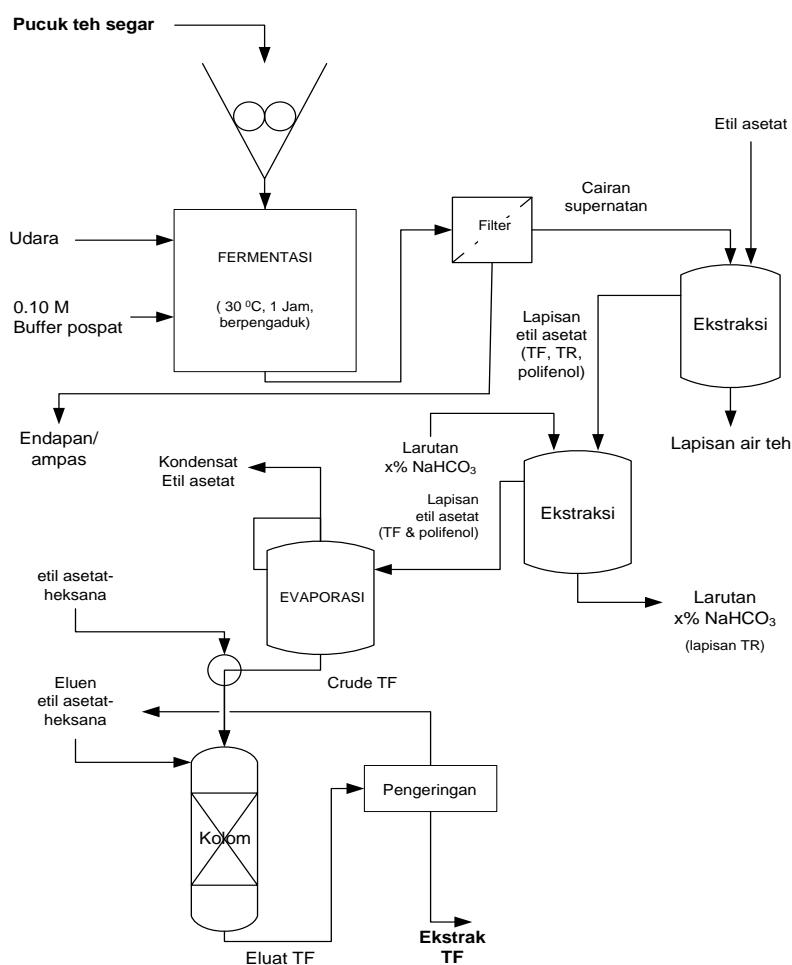 Pucuk teh segar
Etil asetat
Cairan
supernatan
Filter
Udara
FERMENTASI
( 30 ⁰C, 1 Jam,
berpengaduk)
0.10 M
Buffer pospat
Ekstraksi
Lapisan
etil asetat
(TF, TR,
polifenol)
Endapan/
ampas
Lapisan air teh
Larutan
x% NaHCO₃
Kondensat
Etil asetat
Lapisan
etil asetat
(TF & polifenol)
Ekstraksi
EVAPORASI
etil asetat-
heksana
Larutan
x% NaHCO₃
(lapisan TR)
Crude TF
Eluen
etil asetat-
heksana
Pengeringan
Kolom
Eluat TF
Ekstrak
TF